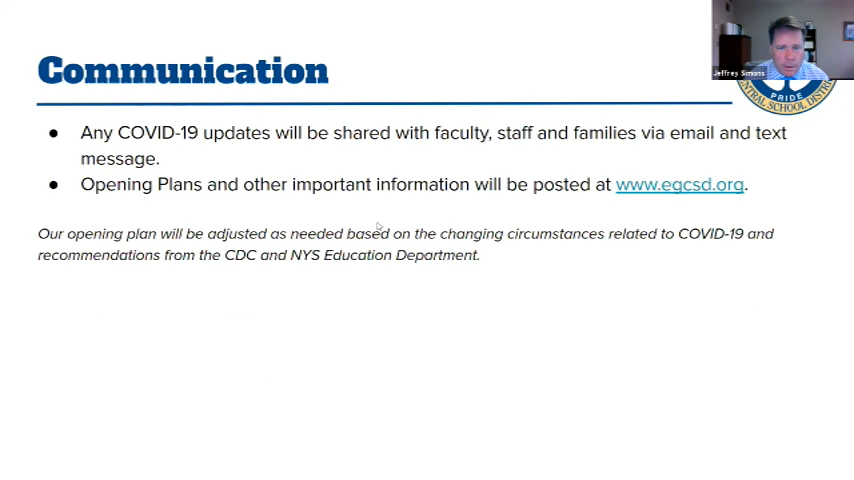 Communication
Jeffrey Simons
PRIDE
CENTRAL SCHOOL DISTRICT
● Any COVID-19 updates will be shared with faculty, staff and families via email and text
message.
● Opening Plans and other important information will be posted at www.egcsd.org.
Our opening plan will be adjusted as needed based on the changing circumstances related to COVID-19 and
recommendations from the CDC and NYS Education Department.